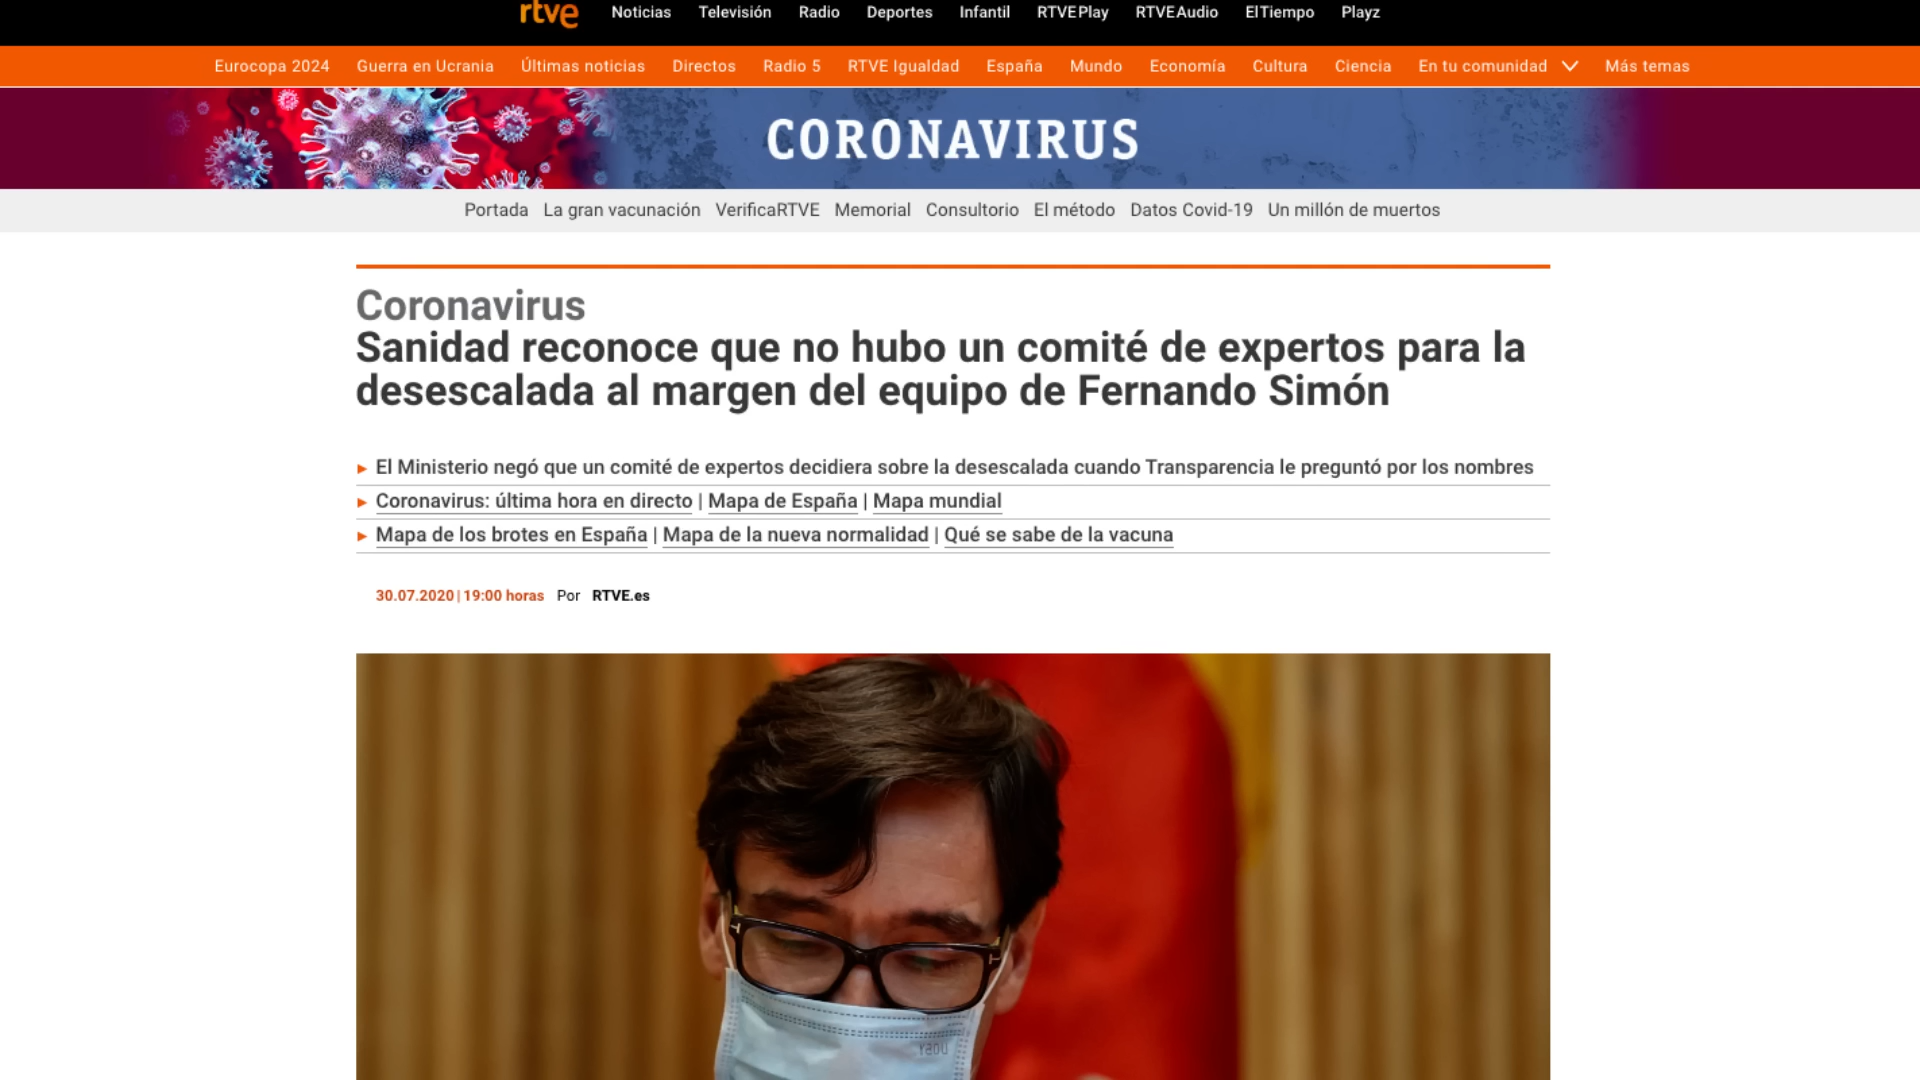 rtve Noticias Televisión Radio Deportes Infantil RTVE Play RTVE Audio El Tiempo Playz
Eurocopa 2024 Guerra en Ucrania Últimas noticias Directos Radio 5 RTVE Igualdad España Mundo Economía Cultura Ciencia En tu comunidad Más temas
CORONAVIRUS
Portada La gran vacunación VerificaRTVE Memorial Consultorio El método Datos Covid-19 Un millón de muertos
Coronavirus
Sanidad reconoce que no hubo un comité de expertos para la
desescalada al margen del equipo de Fernando Simón
El Ministerio negó que un comité de expertos decidiera sobre la desescalada cuando Transparencia le preguntó por los nombres
Coronavirus: última hora en directo | Mapa de España | Mapa mundial
Mapa de los brotes en España | Mapa de la nueva normalidad | Qué se sabe de la vacuna
30.07.2020 | 19:00 horas Por RTVE.es